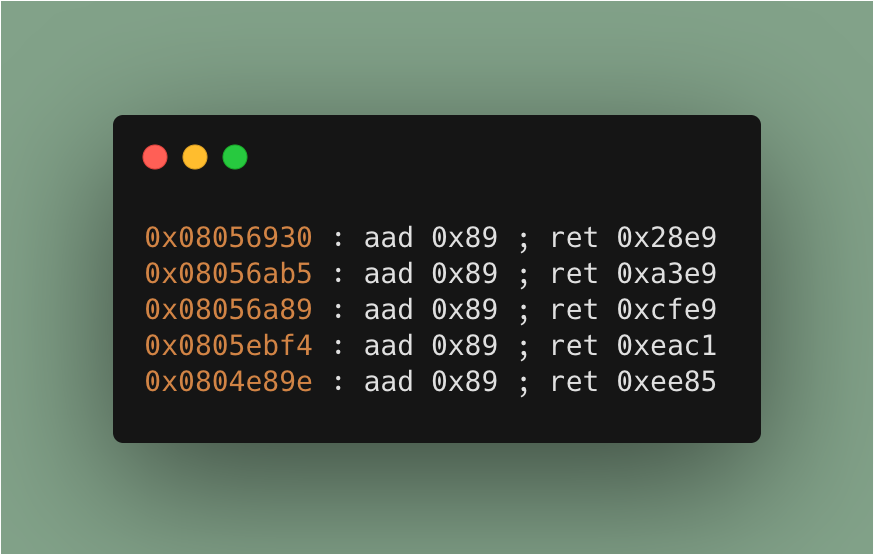 0x08056930 : aad 0x89 ; ret 0x28e9
0x08056ab5 : aad 0x89 ; ret 0xa3e9
0x08056a89 : aad 0x89 ; ret 0xcfe9
0x0805ebf4 : aad 0x89 ; ret 0xeac1
0x0804e89e : aad 0x89 ; ret 0xee85